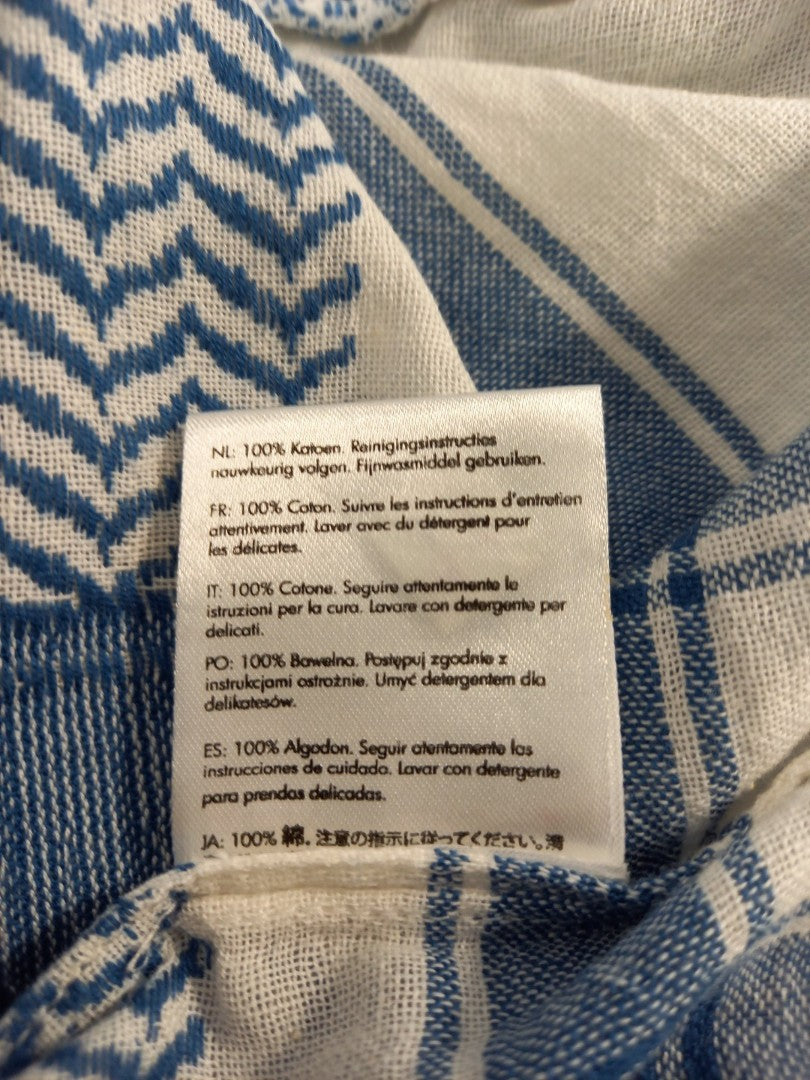 NL: 100% Katoen. Reinigingsinstructies
nauwkeurig volgen. Fijnwasmiddel gebruiken.
FR: 100% Coton. Suivre les instructions d'entretien
attentivement. Laver avec du détergent pour
les délicates.
IT: 100% Cotone. Seguire attentamente le
istruzioni per la cura. Lavare con detergente per
delicati.
PO: 100% Bawelna. Postępuj zgodnie z
instrukcjami ostrożnie. Umyć detergentem dla
delikatesów.
ES: 100% Algodon. Seguir atentamente las
instrucciones de cuidado. Lavar con detergente
para prendas delicadas.
JA: 100% 綿. 注意の指示に従ってください。清